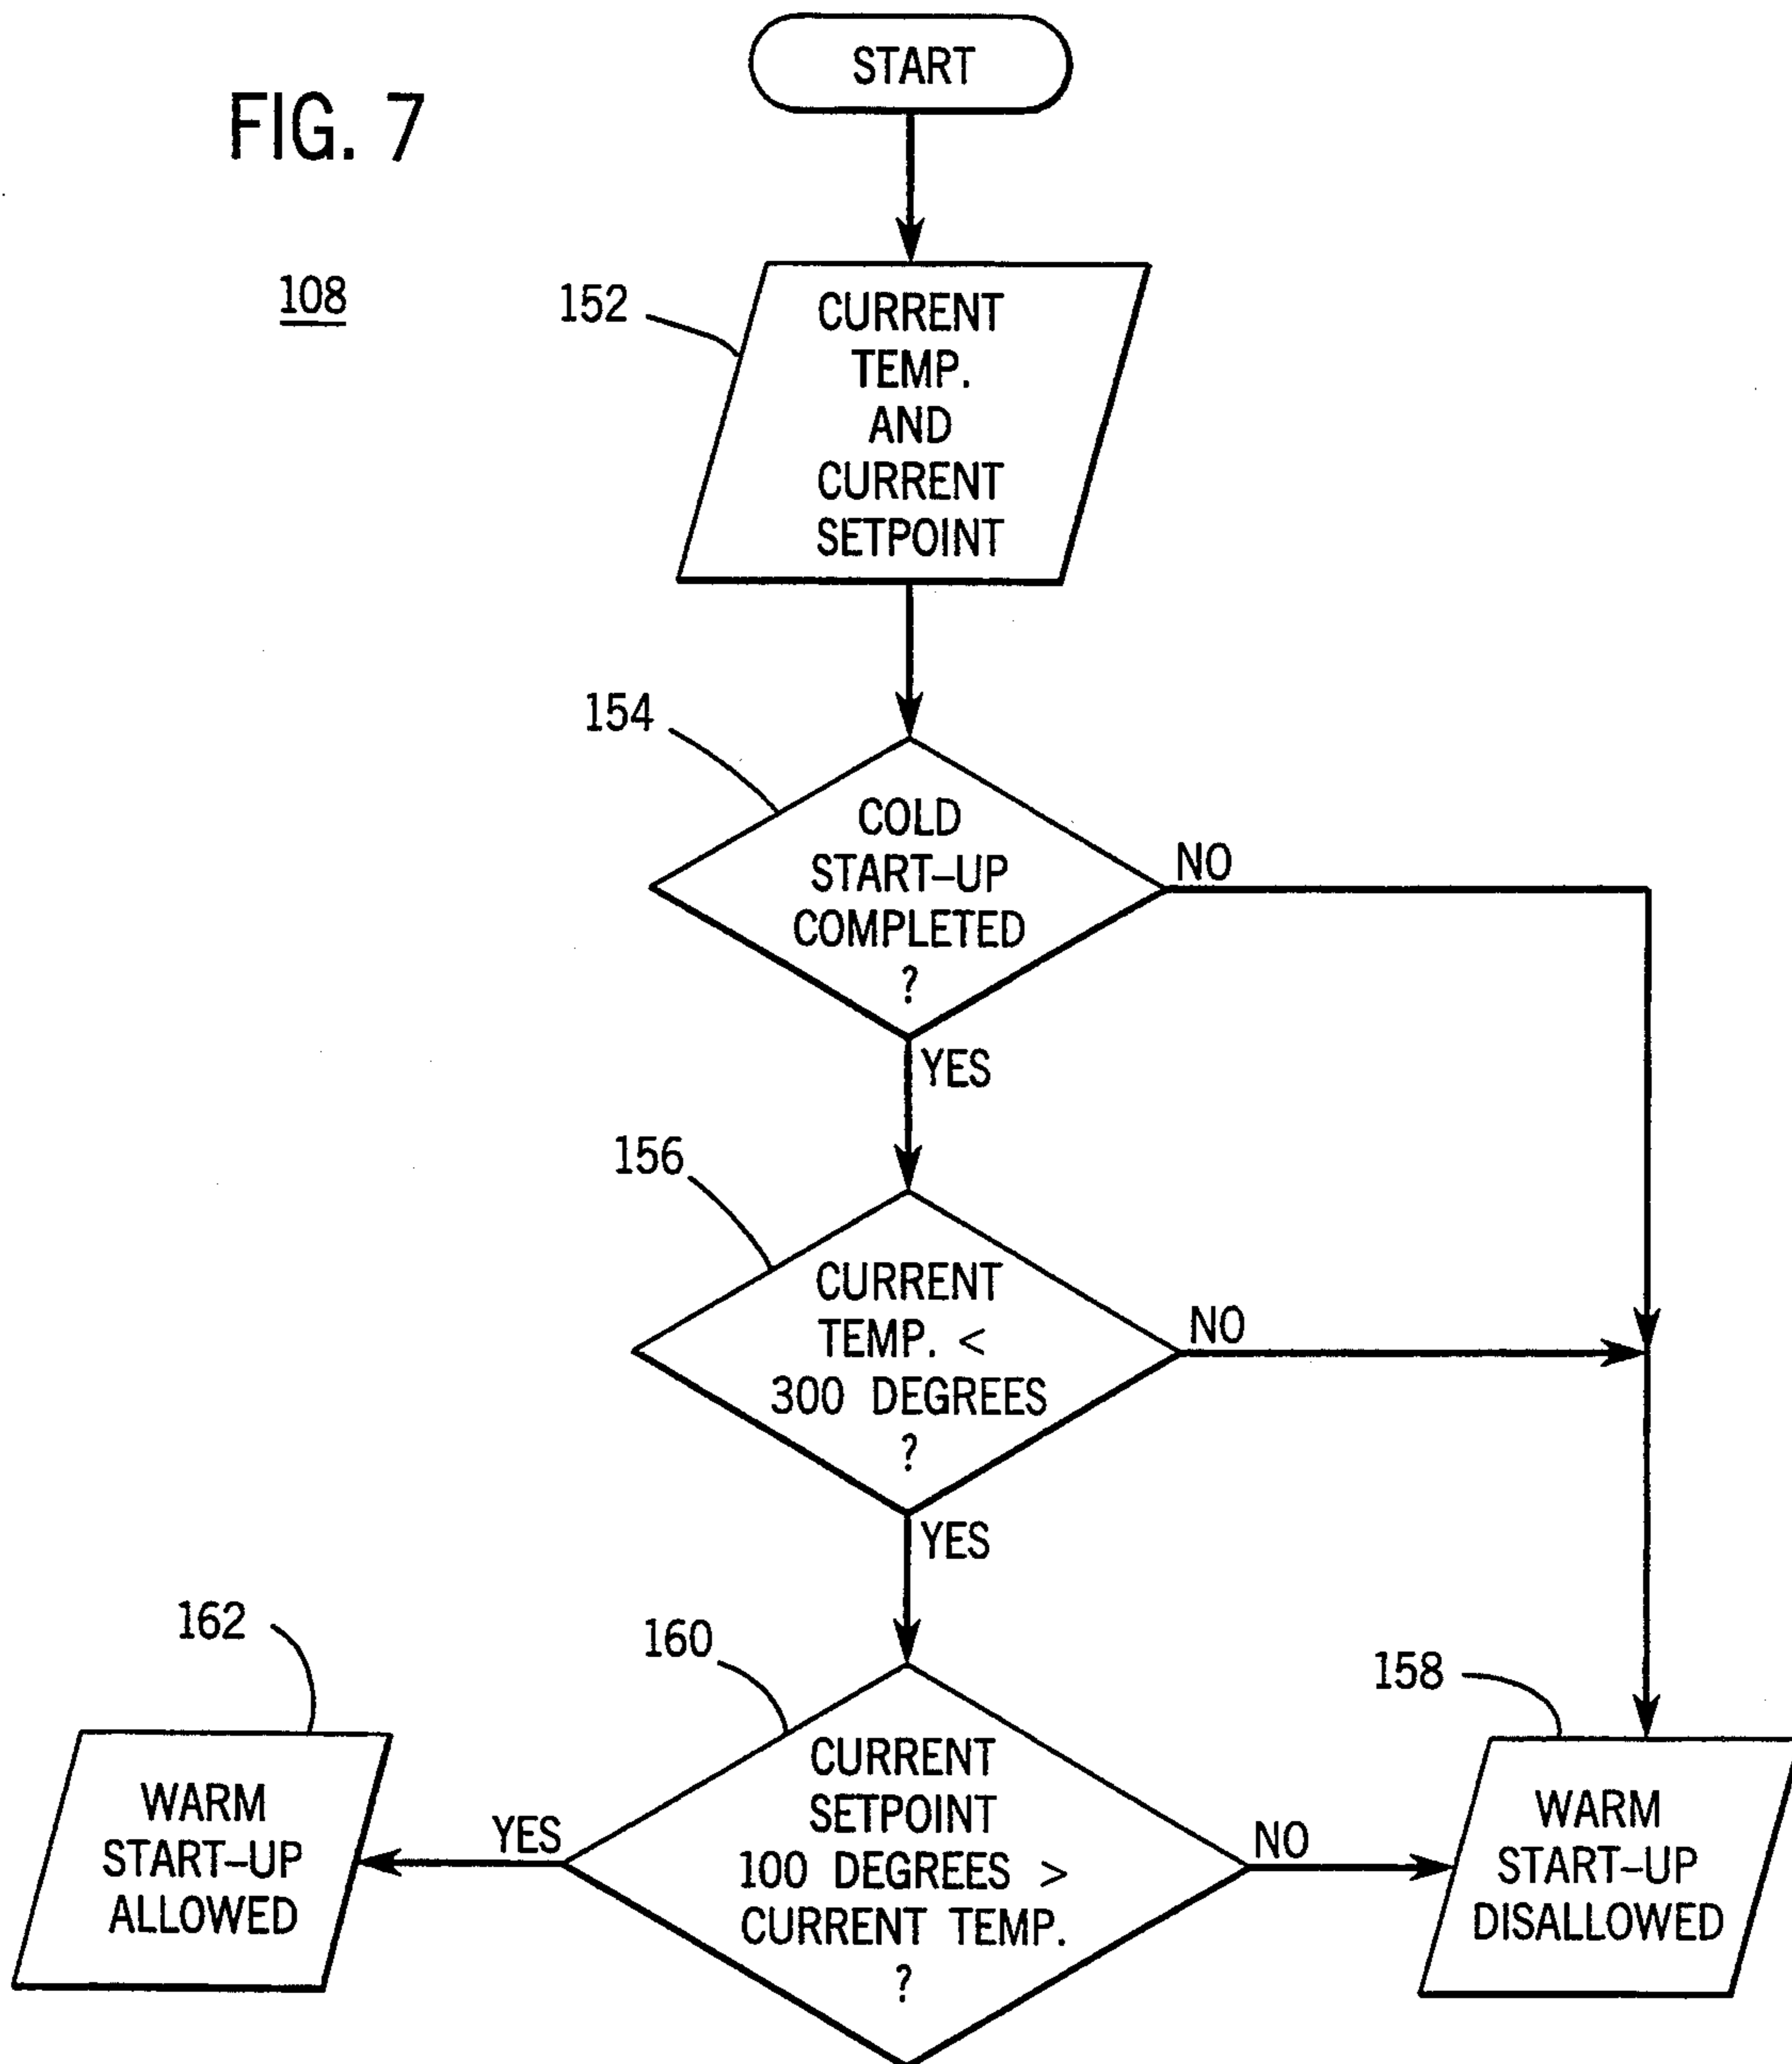 FIG. 7
108
START
152
CURRENT
TEMP.
AND
CURRENT
SETPOINT
154
COLD
START-UP
COMPLETED
?
NO
YES
156
CURRENT
TEMP. <
300 DEGREES
?
NO
YES
162
160
158
WARM
START-UP
ALLOWED
YES
CURRENT
SETPOINT
100 DEGREES >
CURRENT TEMP.
?
NO
WARM
START-UP
DISALLOWED